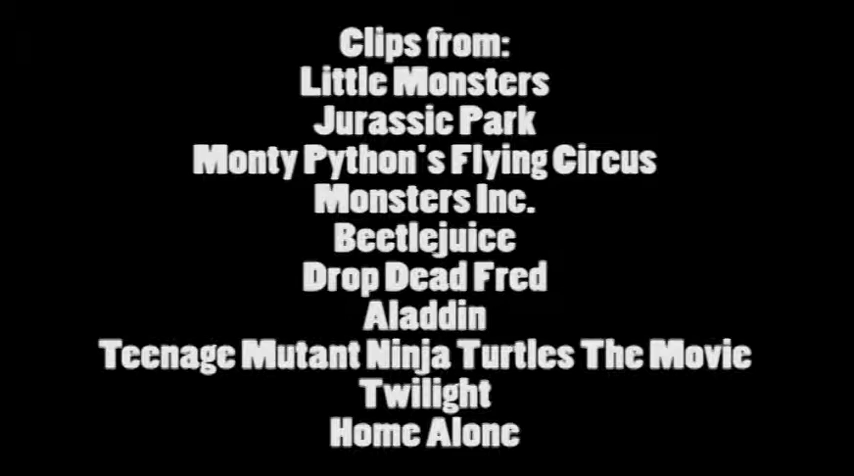 Clips from:
Little Monsters
Jurassic Park
Monty Python's Flying Circus
Monsters Inc.
Beetlejuice
Drop Dead Fred
Aladdin
Teenage Mutant Ninja Turtles The Movie
Twilight
Home Alone